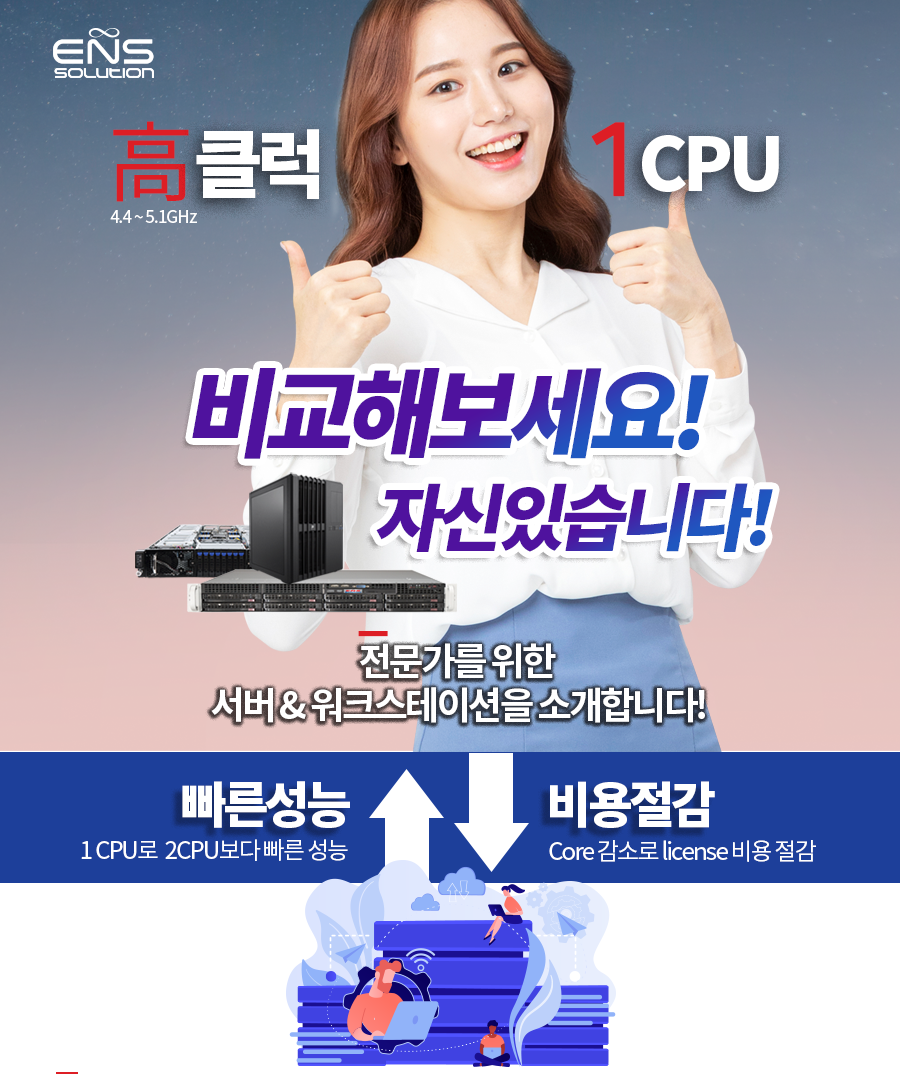 ENS
SOLUTION
高클럭
4.4 ~ 5.1GHz
1 CPU
비교해보세요!
자신있습니다!
전문가를 위한
서버 & 워크스테이션을 소개합니다!
빠른성능
1 CPU로 2CPU보다 빠른 성능
비용절감
Core 감소로 license 비용 절감